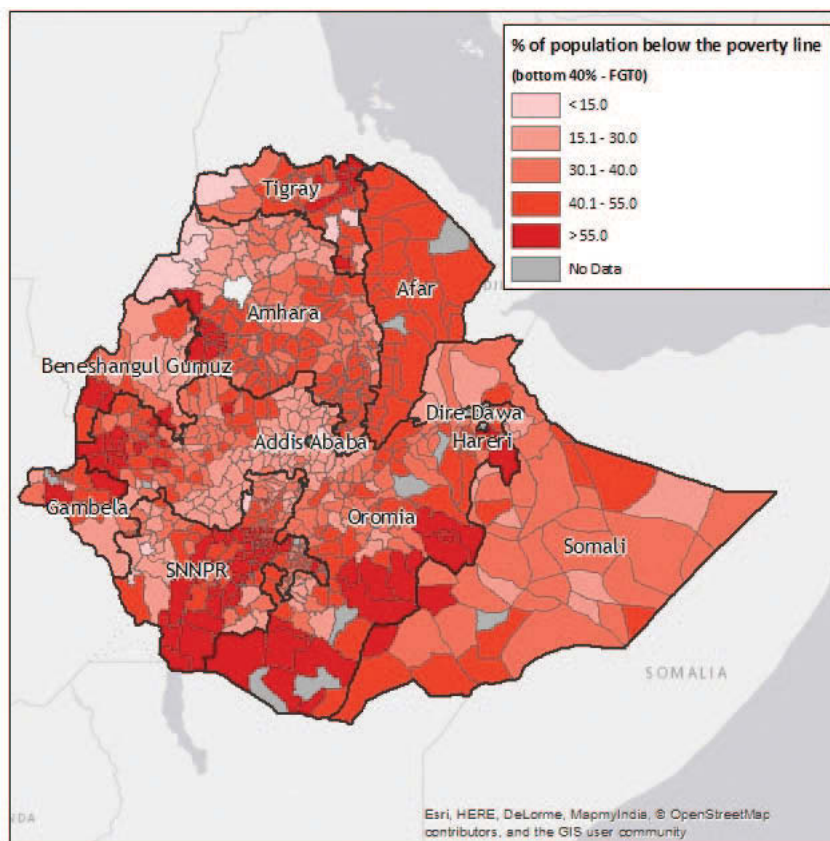 % of population below the poverty line
(bottom 40% - FGT0)
< 15.0
15.1 - 30.0
30.1 - 40.0
40.1 - 55.0
> 55.0
No Data
Tigray
Afar
Amhara
Beneshangul Gumuz
Dire Dawa
Addis Ababa
Hareri
Gambela
Oromia
Somali
SNNPR
SOMALIA
Esri, HERE, DeLorme, MapmyIndia, © OpenStreetMap
contributors, and the GIS user community